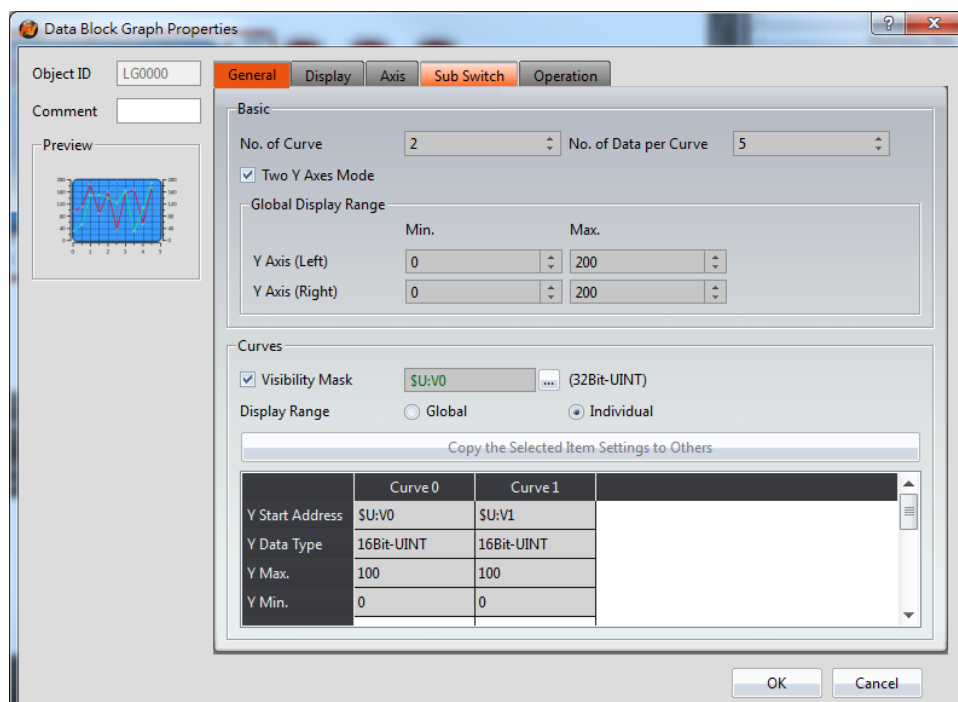 Data Block Graph Properties
?
X
Object ID LG0000
Comment
Preview
General Display Axis Sub Switch Operation
Basic
No. of Curve 2 No. of Data per Curve 5
Two Y Axes Mode
Global Display Range
Min. Max.
Y Axis (Left) 0 200
Y Axis (Right) 0 200
Curves
Visibility Mask $U:V0 ... (32Bit-UINT)
Display Range Global Individual
Copy the Selected Item Settings to Others
Curve 0 Curve 1
Y Start Address $U:V0 $U:V1
Y Data Type 16Bit-UINT 16Bit-UINT
Y Max. 100 100
Y Min. 0 0
OK Cancel